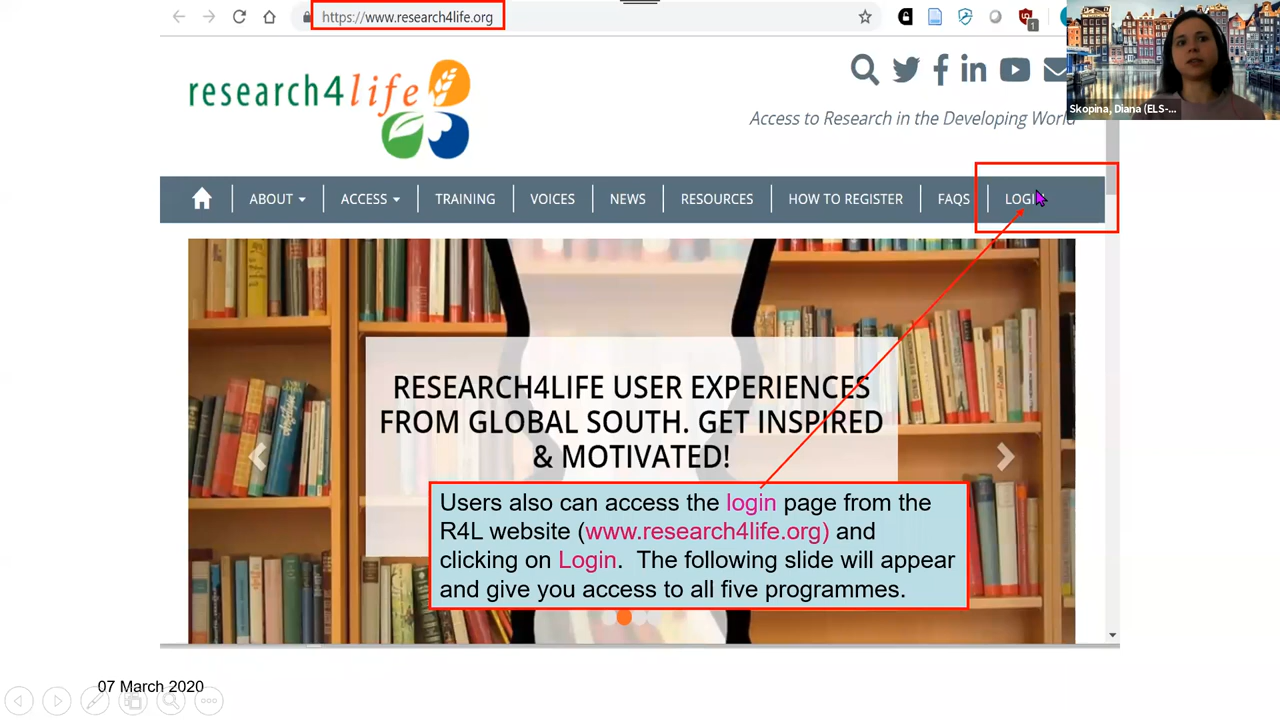 https://www.research4life.org
1
research4life
Access to Research in the Developing World
Skopina, Diana (ELS-...
ABOUT
ACCESS
TRAINING
VOICES
NEWS
RESOURCES
HOW TO REGISTER
FAQS
LOGIN
RESEARCH4LIFE USER EXPERIENCES
FROM GLOBAL SOUTH. GET INSPIRED
& MOTIVATED!
Users also can access the login page from the
R4L website (www.research4life.org) and
clicking on Login. The following slide will appear
and give you access to all five programmes.
07 March 2020